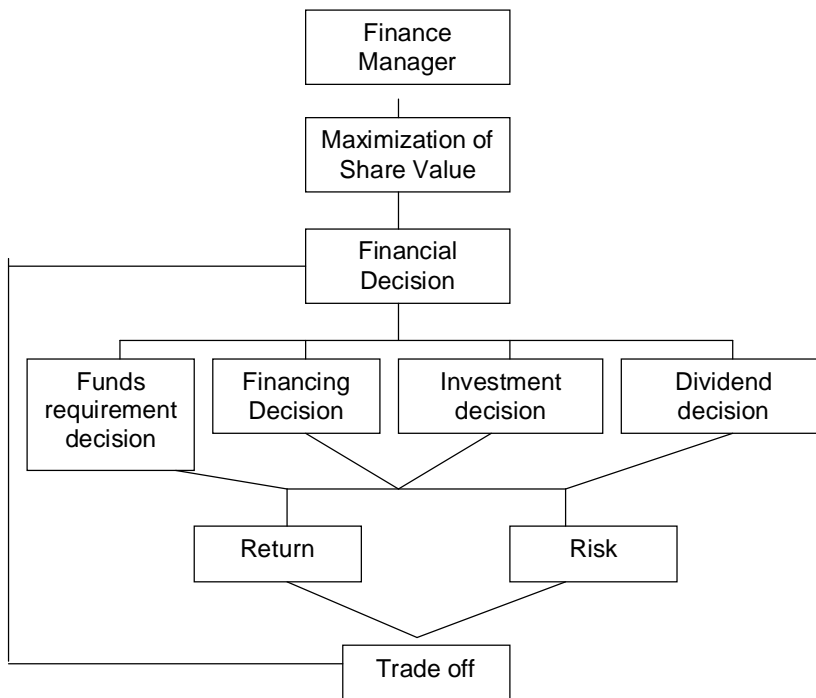 Finance
Manager
Maximization of
Share Value
Financial
Decision
Funds
requirement
decision
Financing
Decision
Investment
decision
Dividend
decision
Return
Risk
Trade off